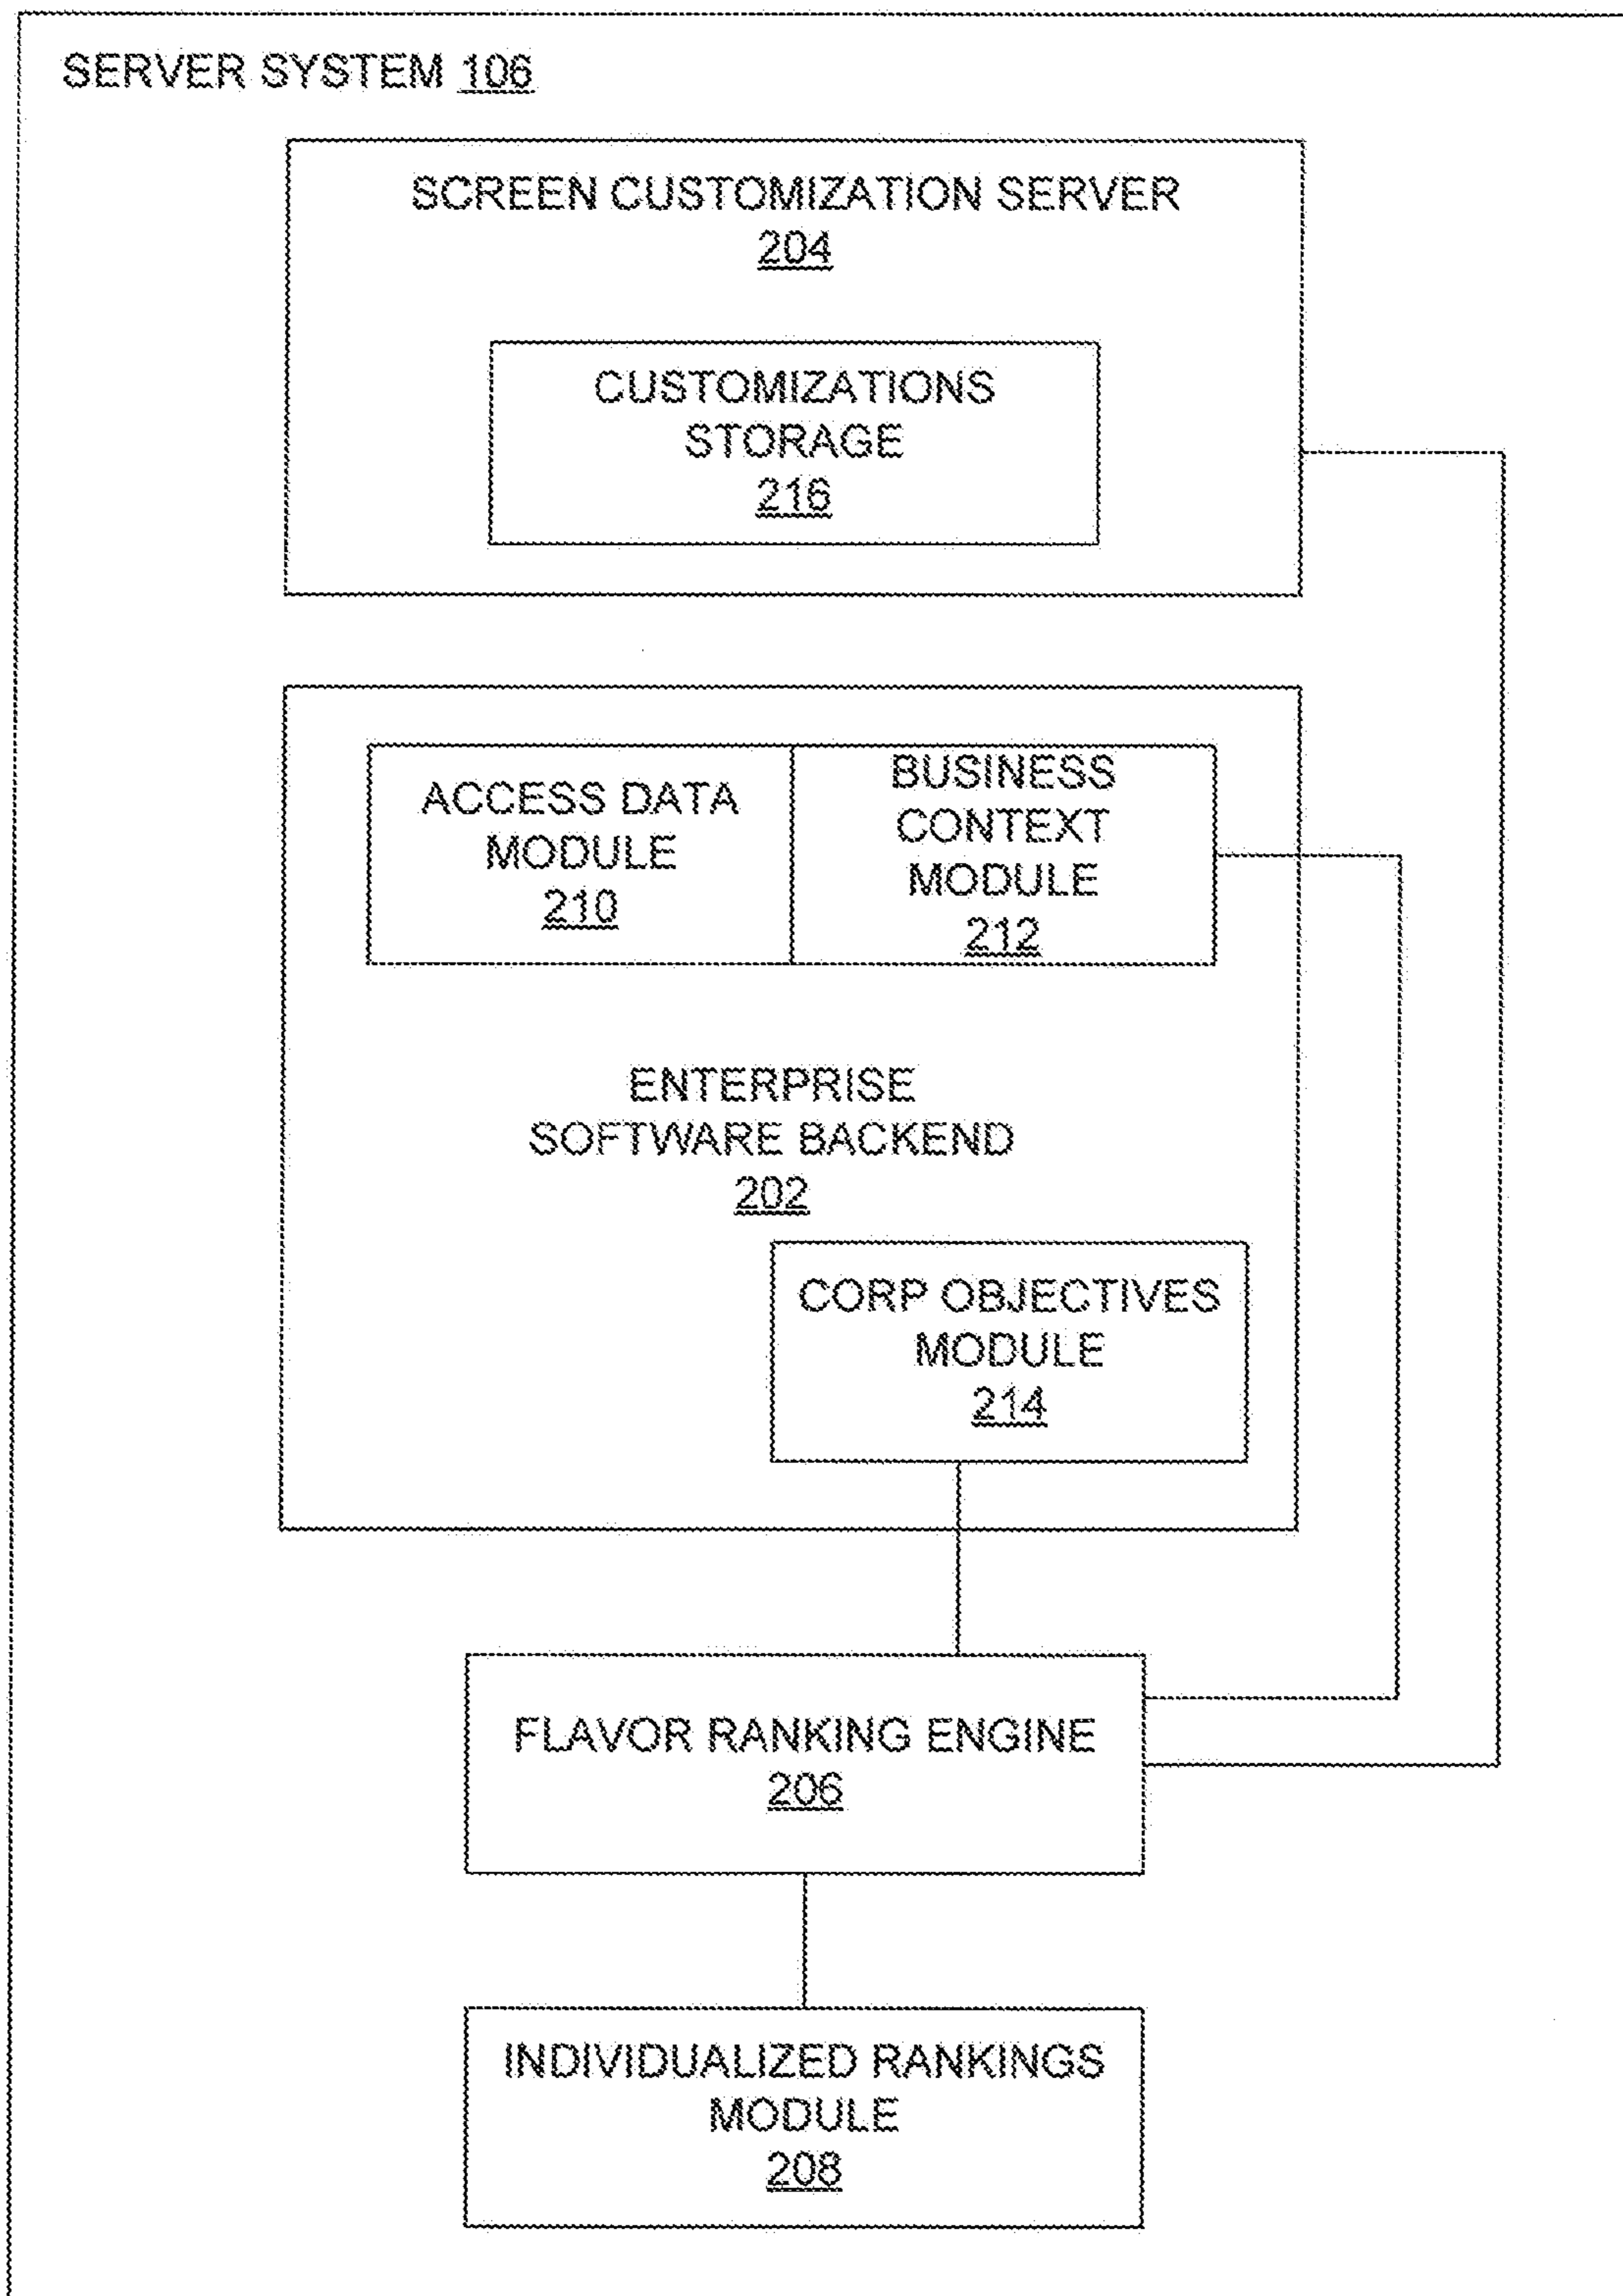 SERVER SYSTEM 106
SCREEN CUSTOMIZATION SERVER
204
CUSTOMIZATIONS
STORAGE
216
ACCESS DATA
MODULE
210
BUSINESS
CONTEXT
MODULE
212
ENTERPRISE
SOFTWARE BACKEND
202
CORP OBJECTIVES
MODULE
214
FLAVOR RANKING ENGINE
206
INDIVIDUALIZED RANKINGS
MODULE
208